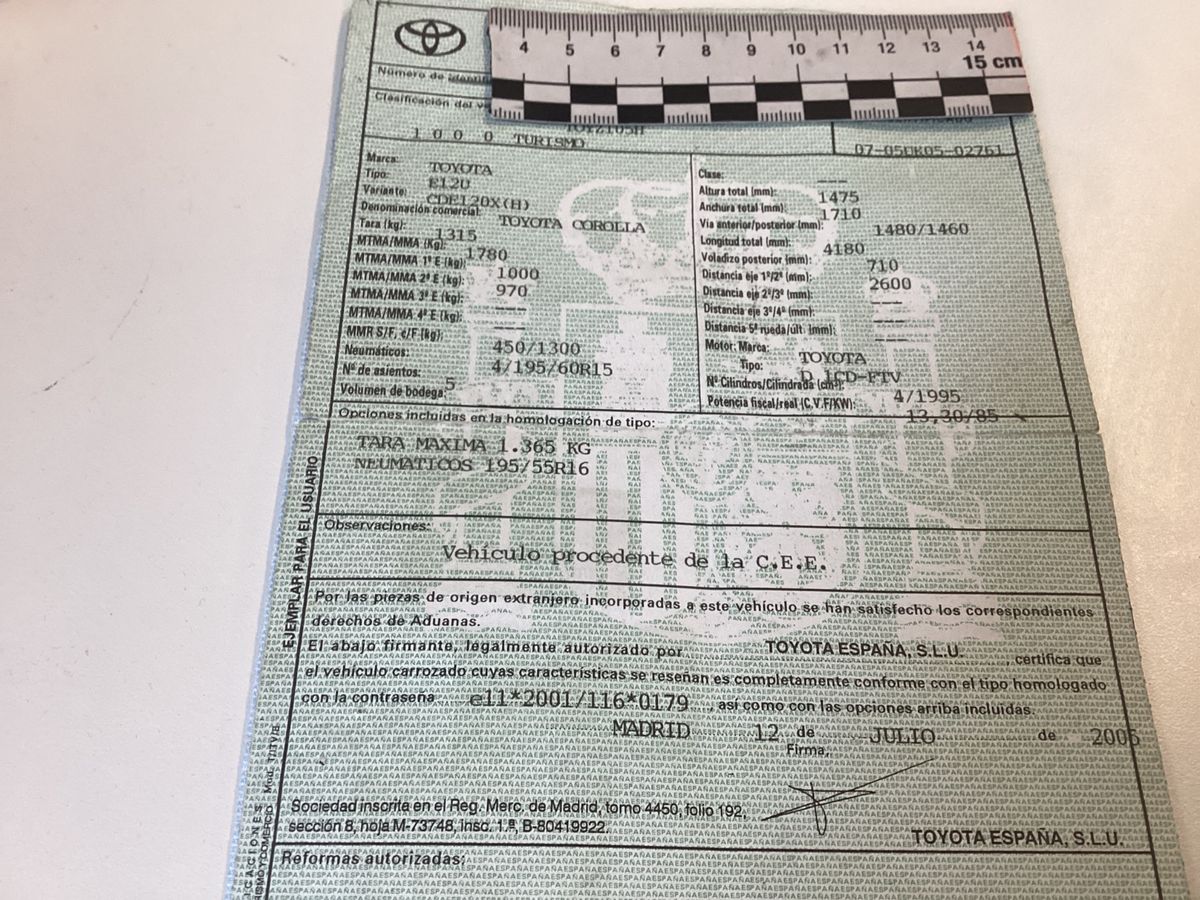 4 5 6 7 8 9 10 11 12 13 14
15 cm
Número de
Clasificación del
1 0 0 0 TURISMO
07-05DK05-02761
Marca: TOYOTA
Tipo: E12U
Variante: CDE120X(H)
Denominación comercial: TOYOTA COROLLA
Tara (kg): 1315
MTMA/MMA (Kg): 1780
MTMA/MMA 1º E (kg): 1000
MTMA/MMA 2º E (kg): 970
MTMA/MMA 3º E (kg): ---
MTMA/MMA 4º E (kg): ---
MMR S/F, c/F (kg): 450/1300
Neumáticos: 4/195/60R15
Nº de asientos: 5
Volumen de bodega:
Clase: ---
Altura total (mm): 1475
Anchura total (mm): 1710
Vía anterior/posterior (mm): 1480/1460
Longitud total (mm): 4180
Voladizo posterior (mm): 710
Distancia eje 1º/2º (mm): 2600
Distancia eje 2º/3º (mm): ---
Distancia eje 3º/4º (mm): ---
Distancia 5ª rueda/últ. (mm): ---
Motor: Marca: TOYOTA
Tipo: D 1CD-FTV
Nº Cilindros/Cilindrada (cm³): 4/1995
Potencia fiscal/real (C.V.F/KW): 13,30/85
Opciones incluidas en la homologación de tipo:
TARA MAXIMA 1.365 KG
NEUMATICOS 195/55R16
EJEMPLAR PARA EL USUARIO
Observaciones:
Vehículo procedente de la C.E.E.
Por las piezas de origen extranjero incorporadas a este vehículo se han satisfecho los correspondientes
derechos de Aduanas.
El abajo firmante, legalmente autorizado por TOYOTA ESPAÑA, S.L.U. , certifica que
el vehículo carrozado cuyas características se reseñan es completamente conforme con el tipo homologado
con la contraseña e11*2001/116*0179 , así como con las opciones arriba incluidas.
MADRID 12 de JULIO de 2005
Firma,
Sociedad inscrita en el Reg. Merc. de Madrid, tomo 4450, folio 192,
sección 8, hoja M-73748, Insc. 1.ª, B-80419922.
TOYOTA ESPAÑA, S.L.U.
Reformas autorizadas: